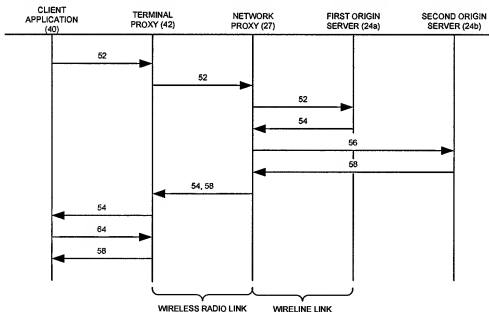 CLIENT
APPLICATION
(40)
TERMINAL
PROXY (42)
NETWORK
PROXY (27)
FIRST ORIGIN
SERVER (24a)
SECOND ORIGIN
SERVER (24b)
52
52
52
54
56
58
54, 58
54
64
58
WIRELESS RADIO LINK
WIRELINE LINK